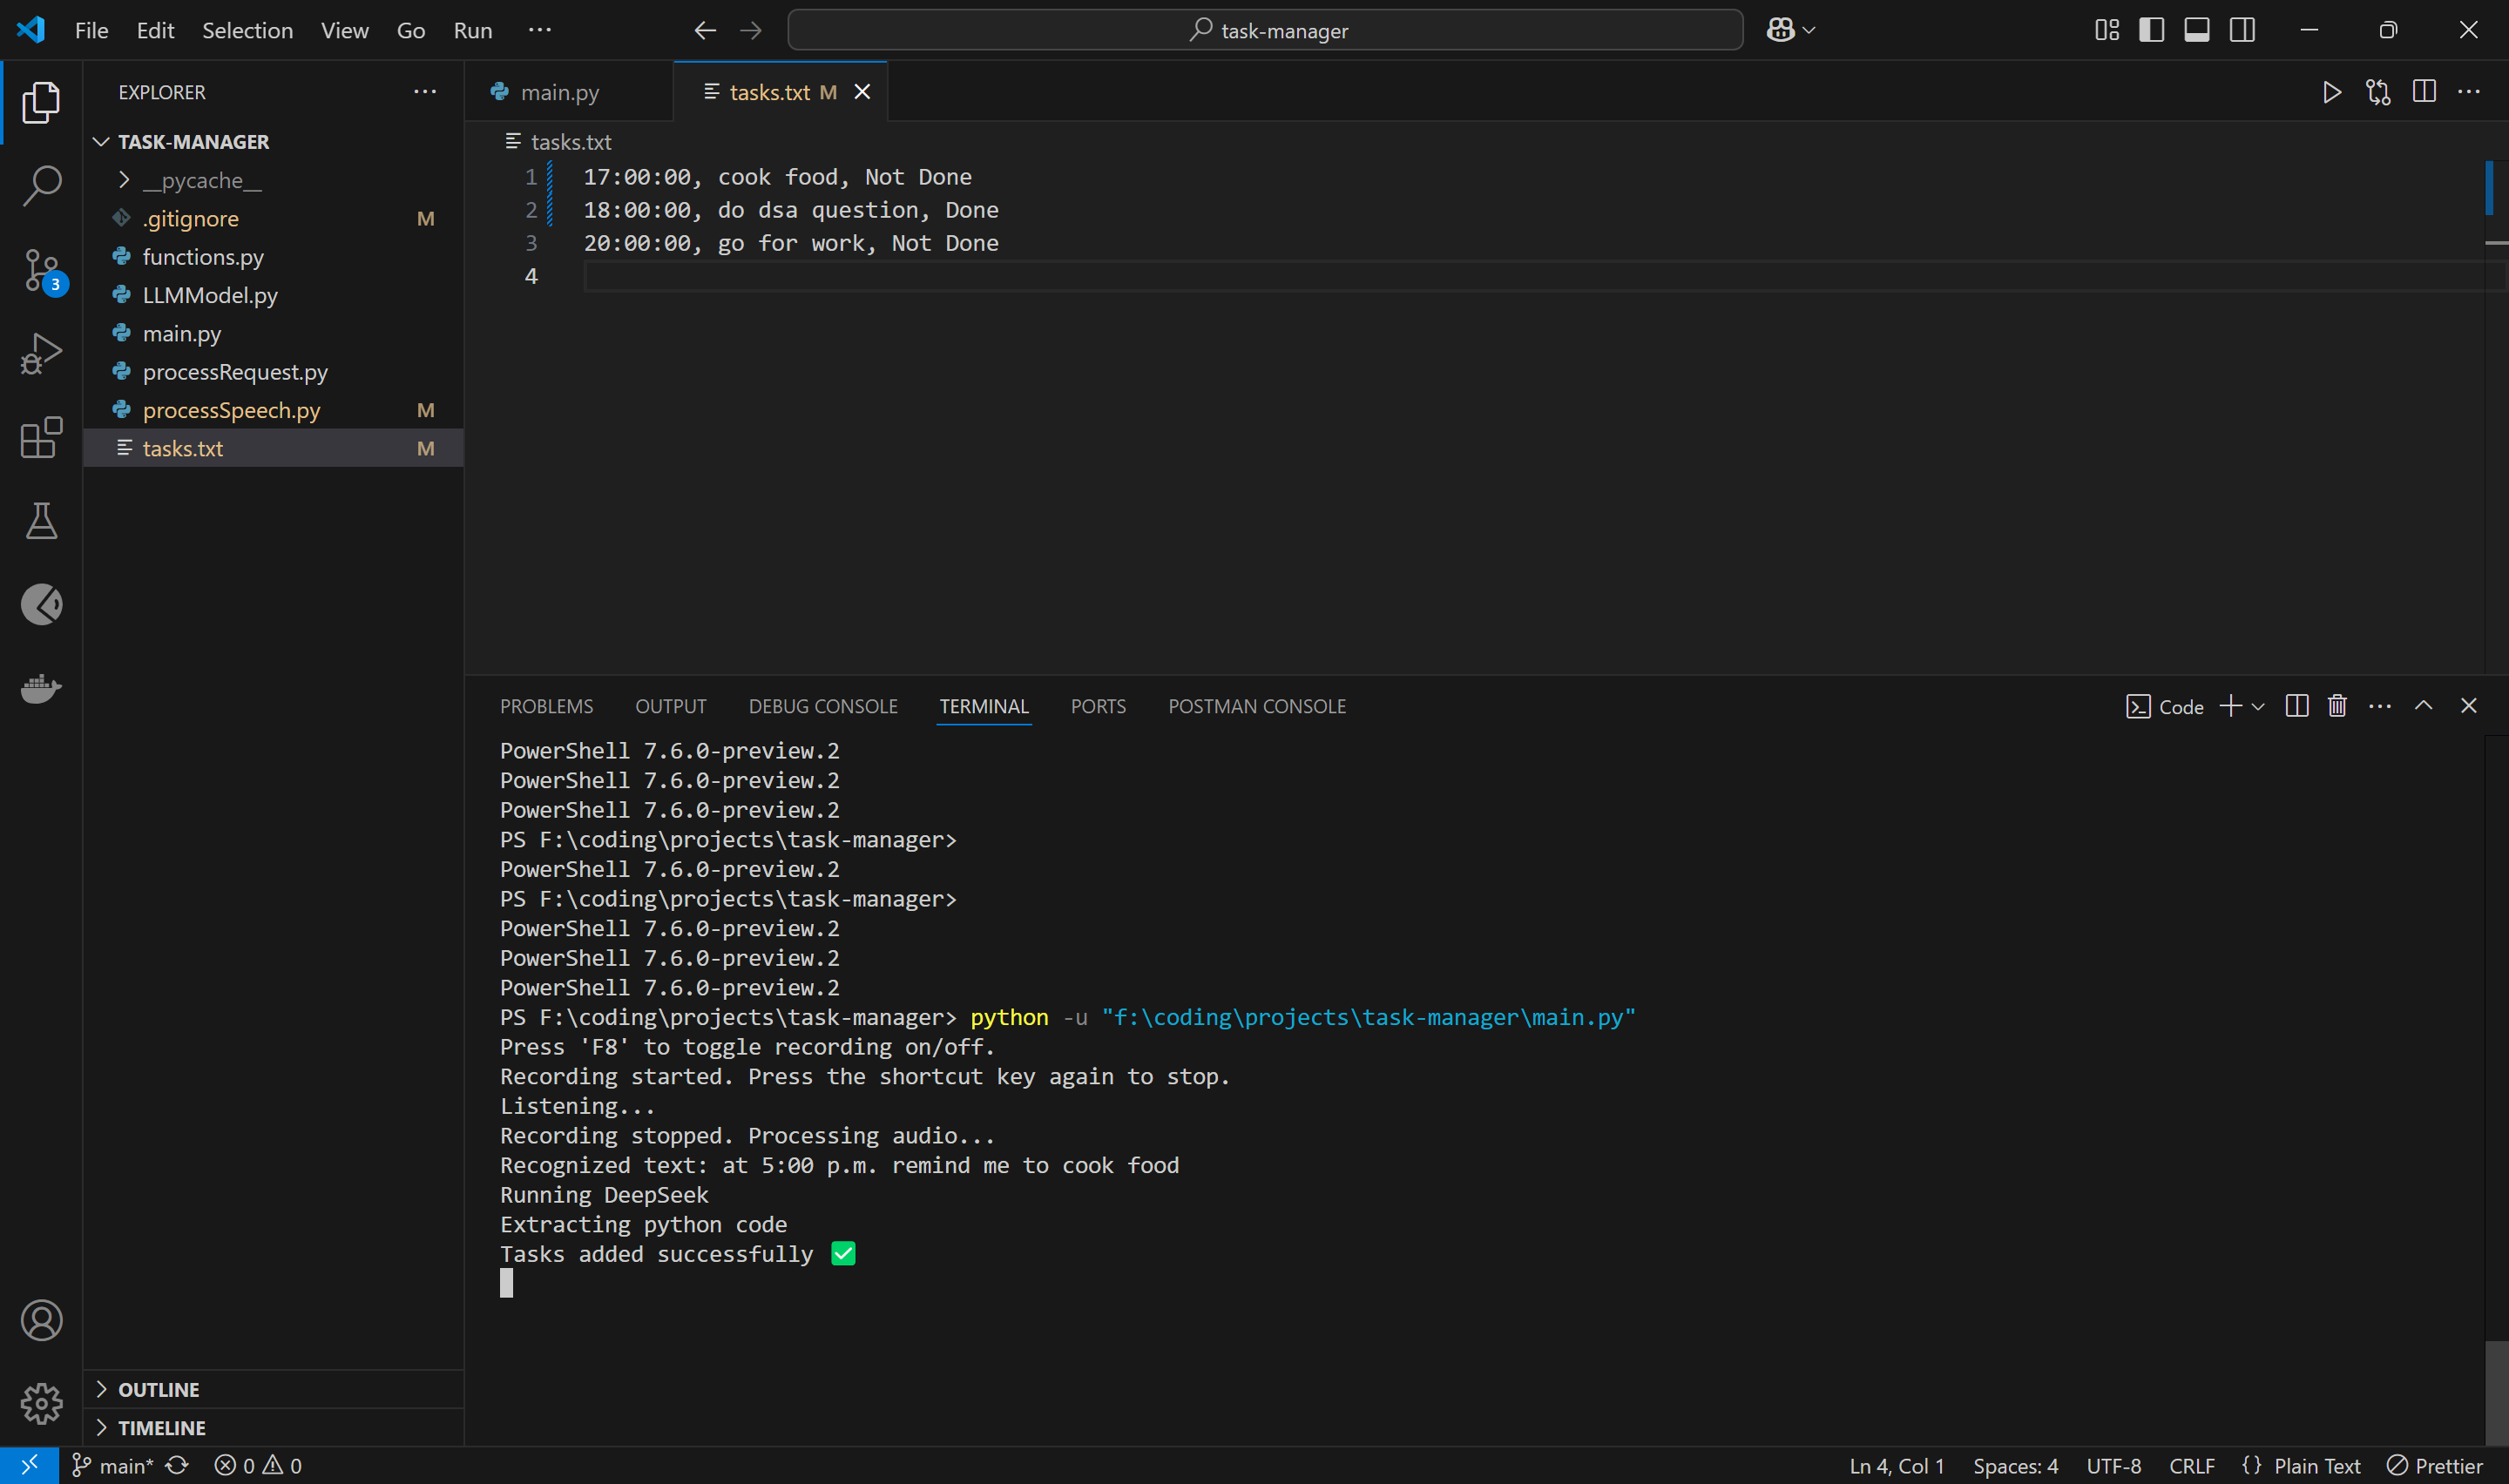 File Edit Selection View Go Run ··· task-manager
EXPLORER ···
TASK-MANAGER
__pycache__
.gitignore M
functions.py
LLMModel.py
main.py
processRequest.py
processSpeech.py M
tasks.txt M
3
OUTLINE
TIMELINE
main.py tasks.txt M
tasks.txt
1 17:00:00, cook food, Not Done
2 18:00:00, do dsa question, Done
3 20:00:00, go for work, Not Done
4
PROBLEMS OUTPUT DEBUG CONSOLE TERMINAL PORTS POSTMAN CONSOLE Code
PowerShell 7.6.0-preview.2
PowerShell 7.6.0-preview.2
PowerShell 7.6.0-preview.2
PS F:\coding\projects\task-manager>
PowerShell 7.6.0-preview.2
PS F:\coding\projects\task-manager>
PowerShell 7.6.0-preview.2
PowerShell 7.6.0-preview.2
PowerShell 7.6.0-preview.2
PS F:\coding\projects\task-manager> python -u "f:\coding\projects\task-manager\main.py"
Press 'F8' to toggle recording on/off.
Recording started. Press the shortcut key again to stop.
Listening...
Recording stopped. Processing audio...
Recognized text: at 5:00 p.m. remind me to cook food
Running DeepSeek
Extracting python code
Tasks added successfully ✅
main* 0 0 Ln 4, Col 1 Spaces: 4 UTF-8 CRLF {} Plain Text Prettier